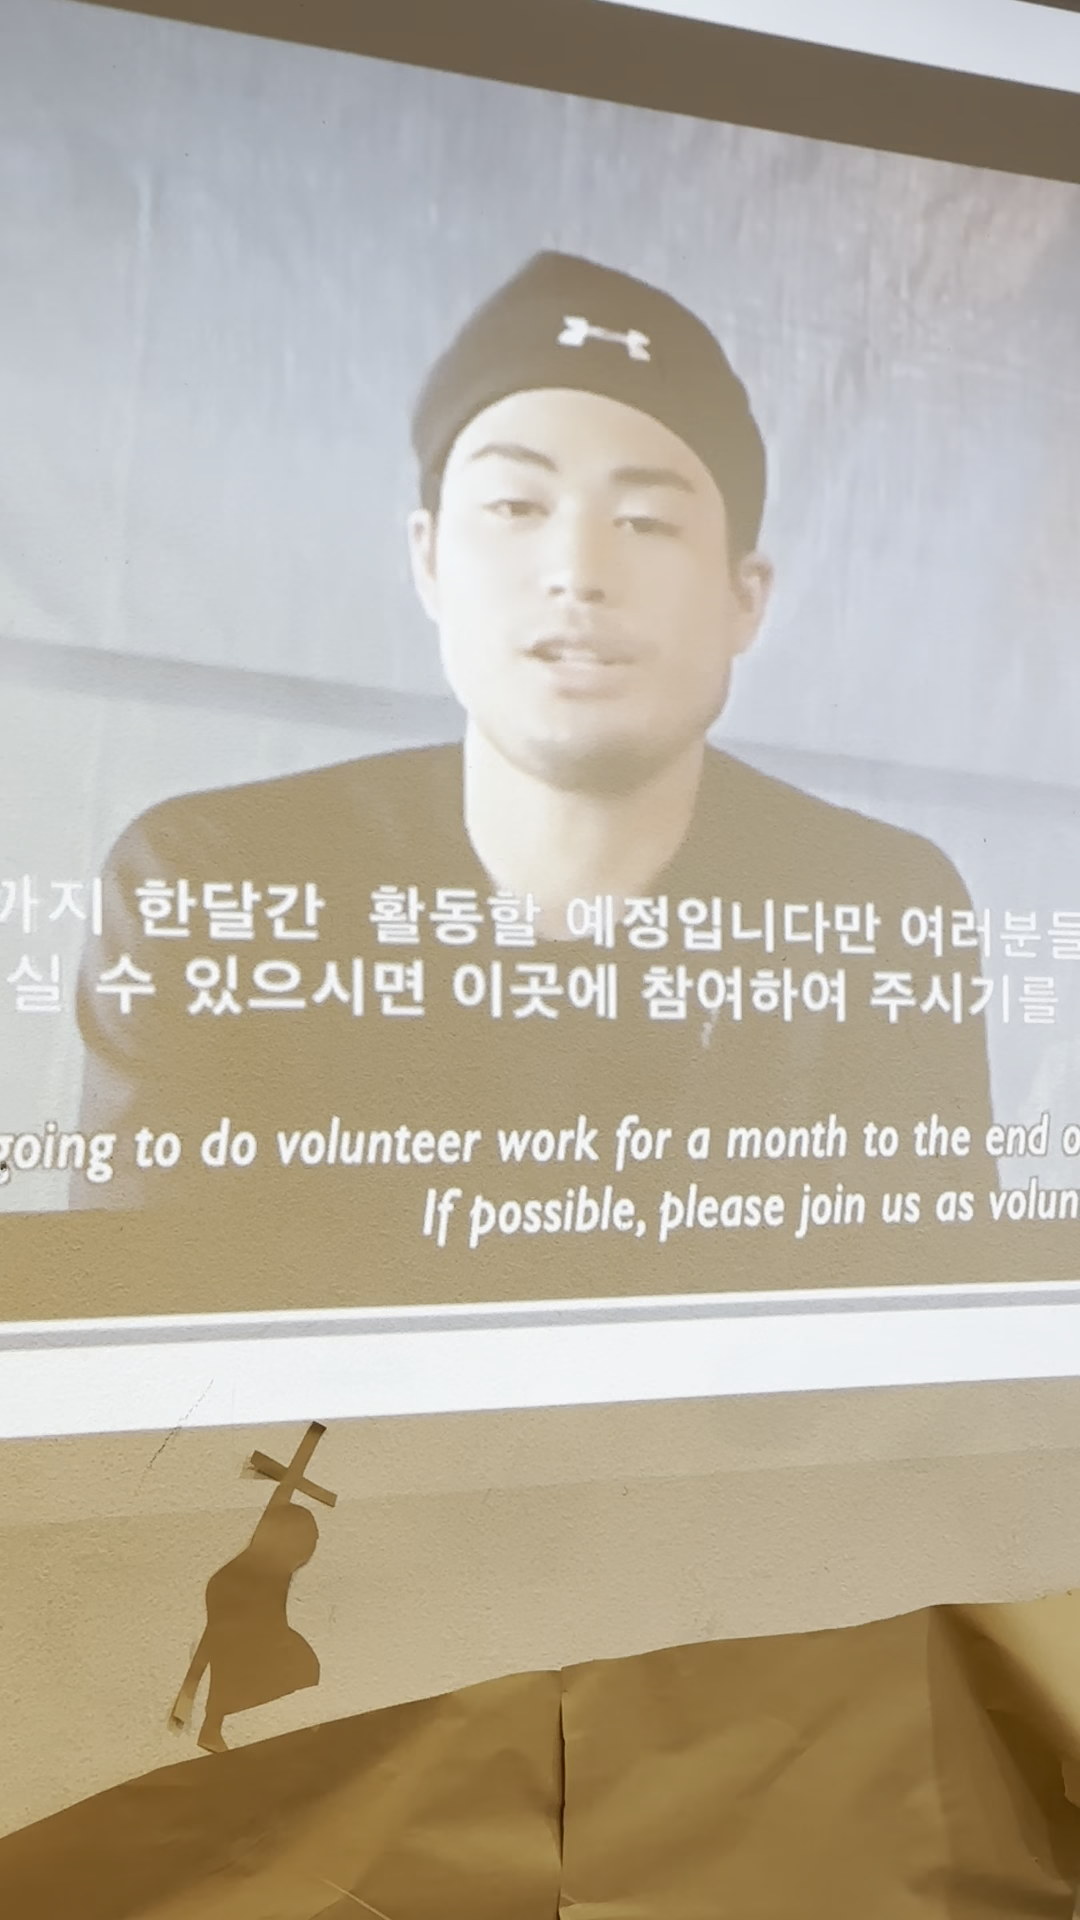 까지 한달간 활동할 예정입니다만 여러분들
실 수 있으시면 이곳에 참여하여 주시기를
going to do volunteer work for a month to the end o
If possible, please join us as volun